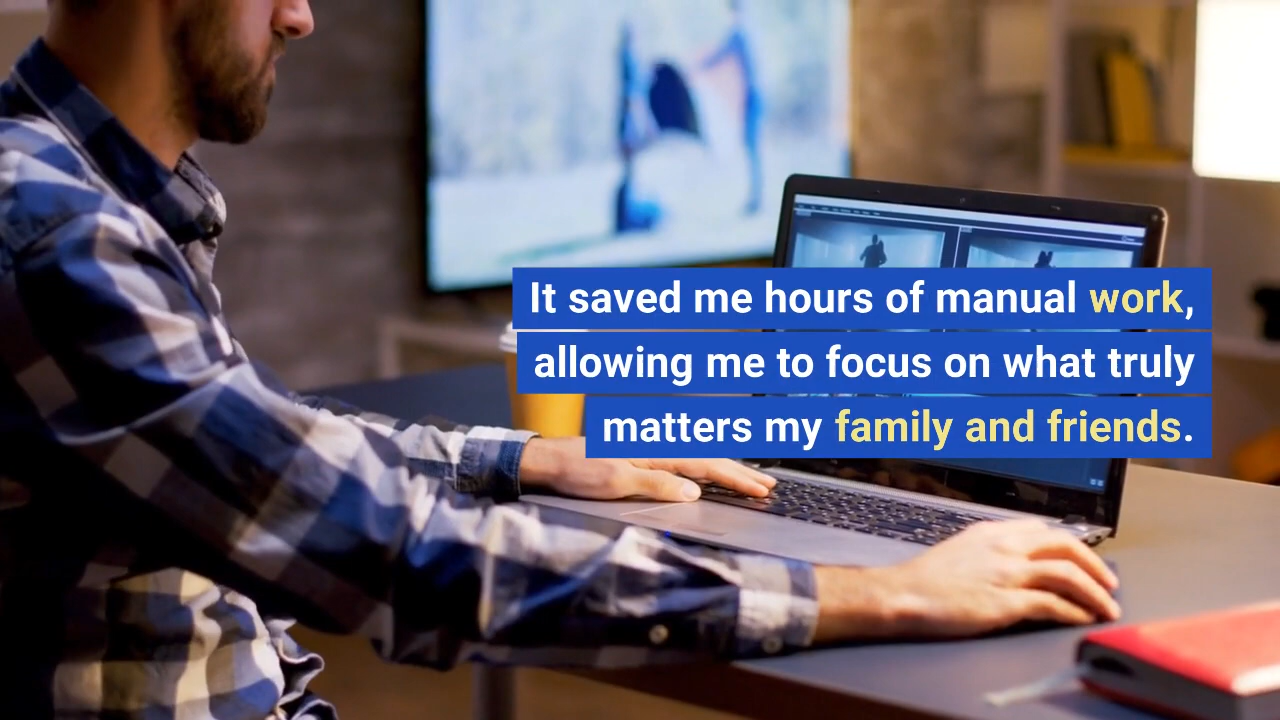 It saved me hours of manual work,
allowing me to focus on what truly
matters my family and friends.